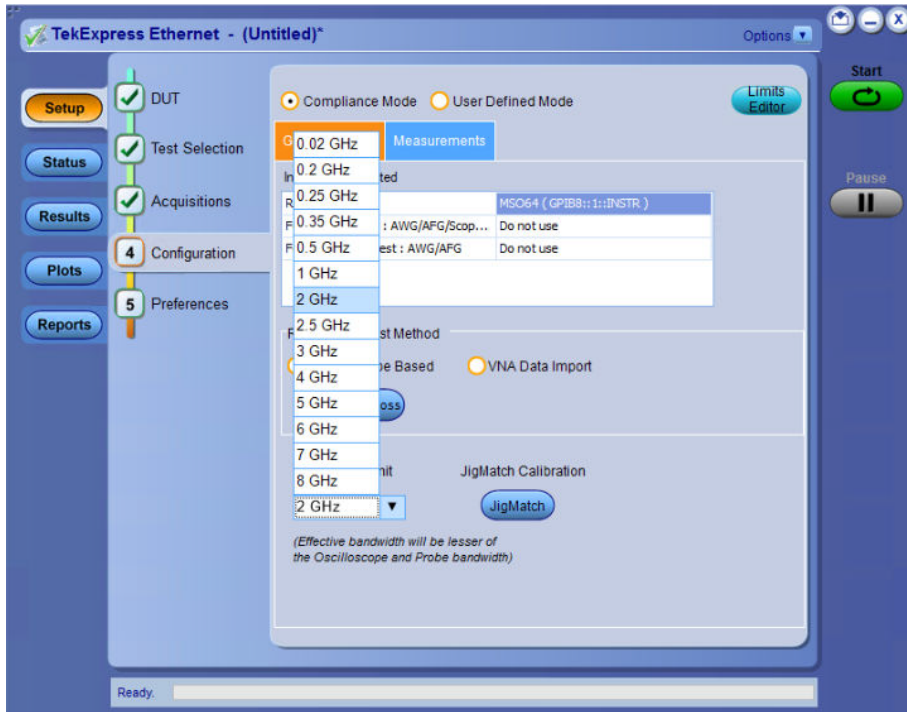 TekExpress Ethernet - (Untitled)*
Options
Start
Setup
DUT
Compliance Mode
User Defined Mode
Limits Editor
Status
Test Selection
Measurements
Pause
Results
Acquisitions
MSO64 ( GPIB8::1::INSTR )
: AWG/AFG/Scop...
Do not use
est : AWG/AFG
Do not use
4
Configuration
Plots
5
Preferences
Reports
0.02 GHz
0.2 GHz
0.25 GHz
0.35 GHz
0.5 GHz
1 GHz
2 GHz
2.5 GHz
3 GHz
4 GHz
5 GHz
6 GHz
7 GHz
8 GHz
2 GHz
st Method
Based
VNA Data Import
JigMatch Calibration
JigMatch
(Effective bandwidth will be lesser of
the Oscilloscope and Probe bandwidth)
Ready.